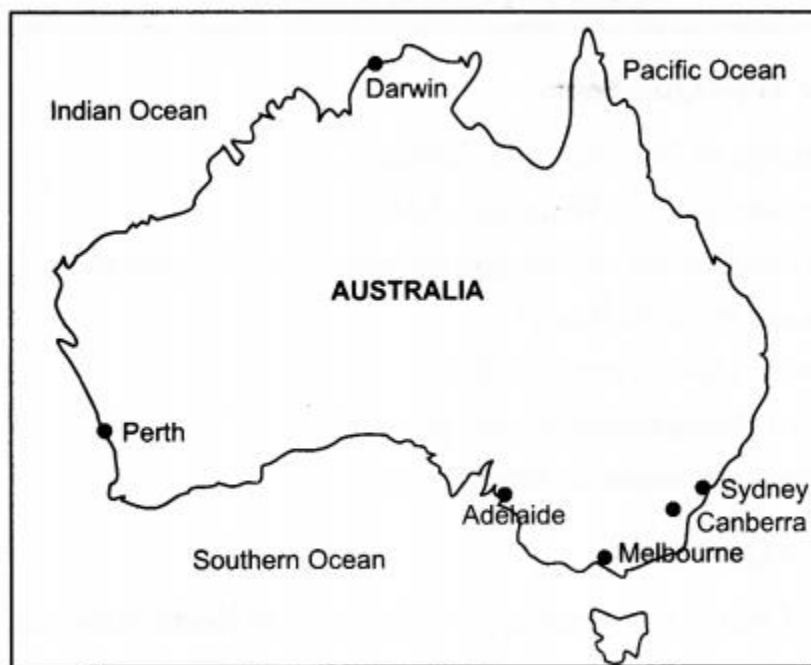 Pacific Ocean
Darwin
Indian Ocean
AUSTRALIA
Perth
Sydney
Adelaide
Canberra
Melbourne
Southern Ocean